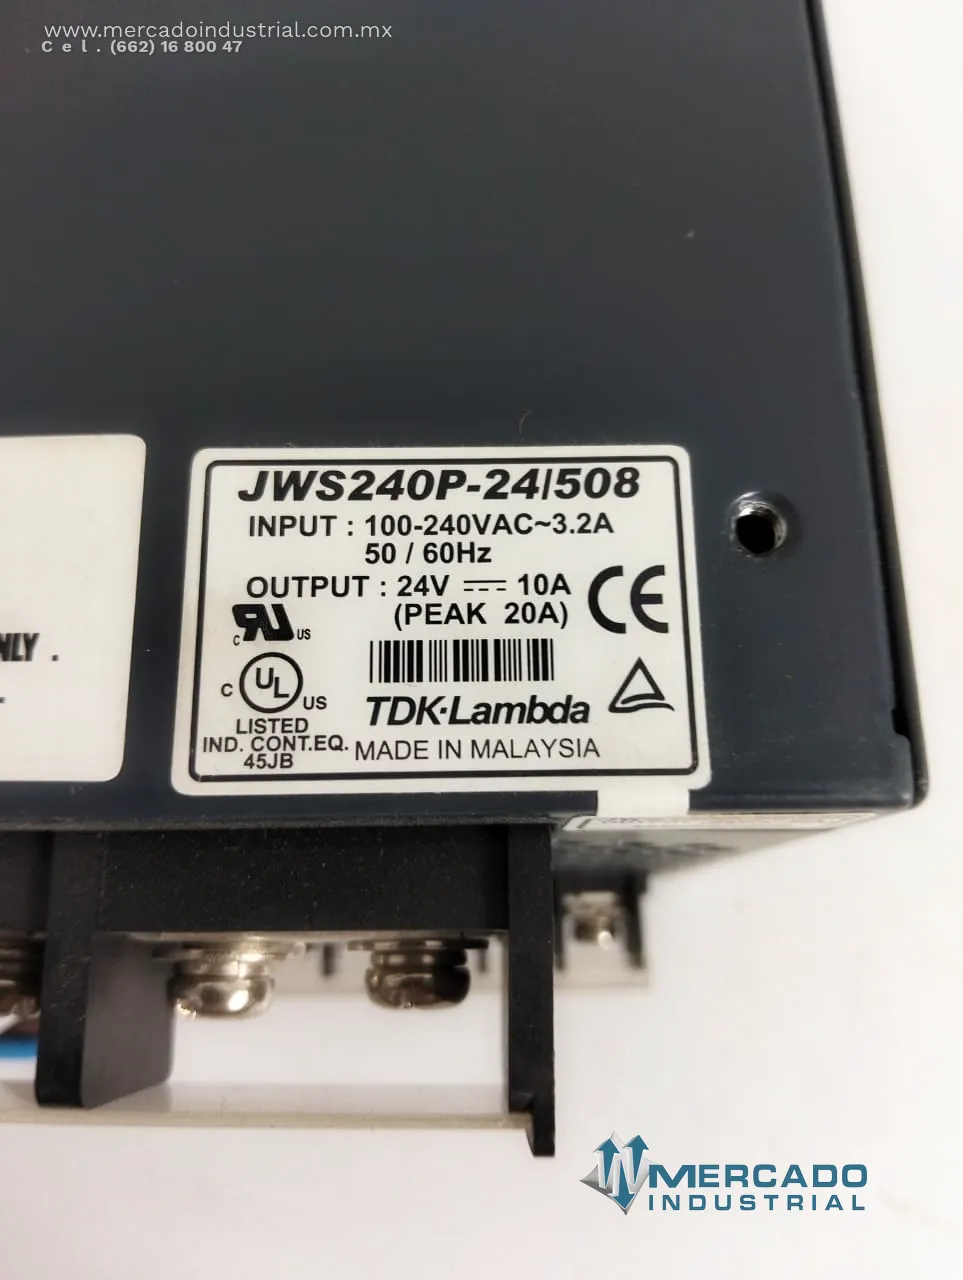 www.mercadoindustrial.com.mx
Cel. (662) 16 800 47
JWS240P-24/508
INPUT : 100-240VAC~3.2A
50 / 60Hz
OUTPUT : 24V ⎓ 10A
(PEAK 20A)
CE
c RU US
C UL US
LISTED
IND. CONT.EQ.
45JB
TDK·Lambda
MADE IN MALAYSIA
NLY .
MERCADO
INDUSTRIAL